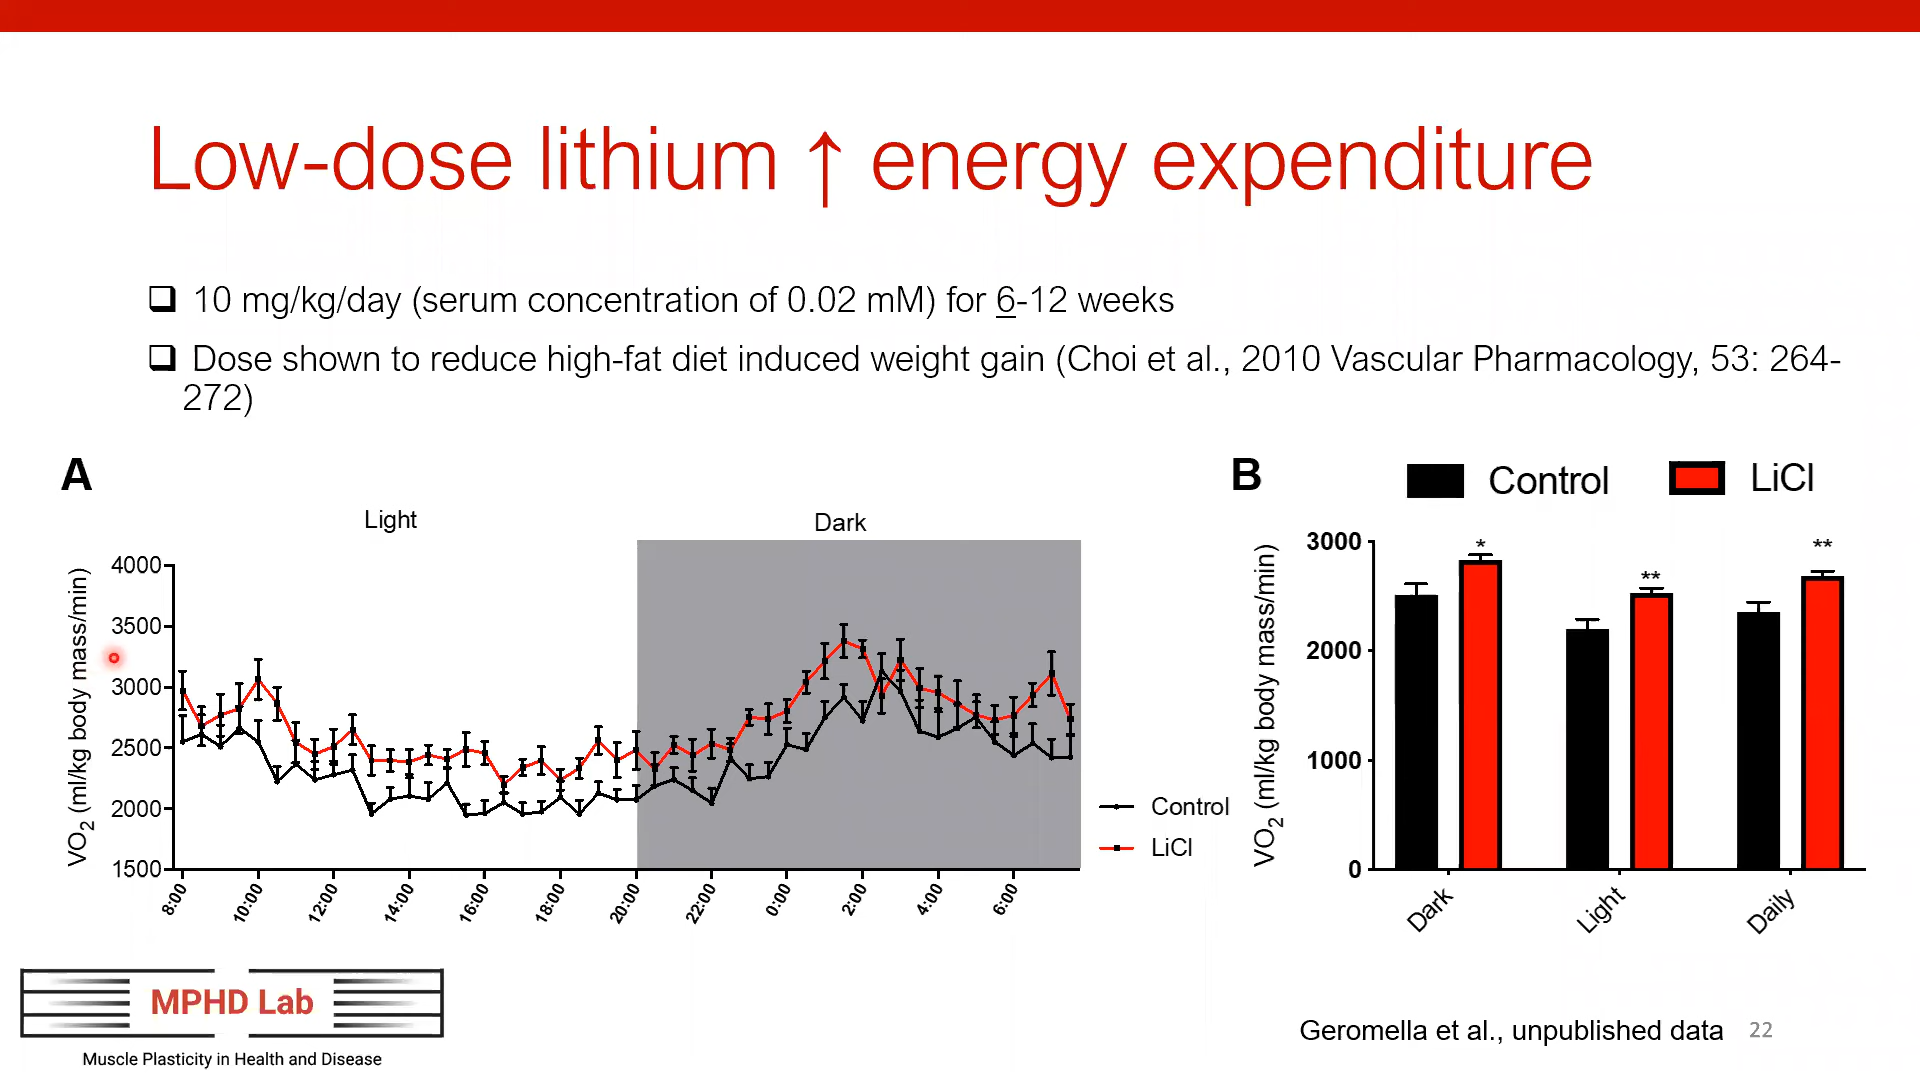 Low-dose lithium ↑ energy expenditure
10 mg/kg/day (serum concentration of 0.02 mM) for 6-12 weeks
Dose shown to reduce high-fat diet induced weight gain (Choi et al., 2010 Vascular Pharmacology, 53: 264-
272)
A
Light
Dark
VO2 (ml/kg body mass/min)
4000
3500
3000
2500
2000
1500
8:00
10:00
12:00
14:00
16:00
18:00
20:00
22:00
0:00
2:00
4:00
6:00
Control
LiCl
B
Control
LiCl
VO2 (ml/kg body mass/min)
3000
2000
1000
0
*
**
**
Dark
Light
Daily
MPHD Lab
Muscle Plasticity in Health and Disease
Geromella et al., unpublished data
22